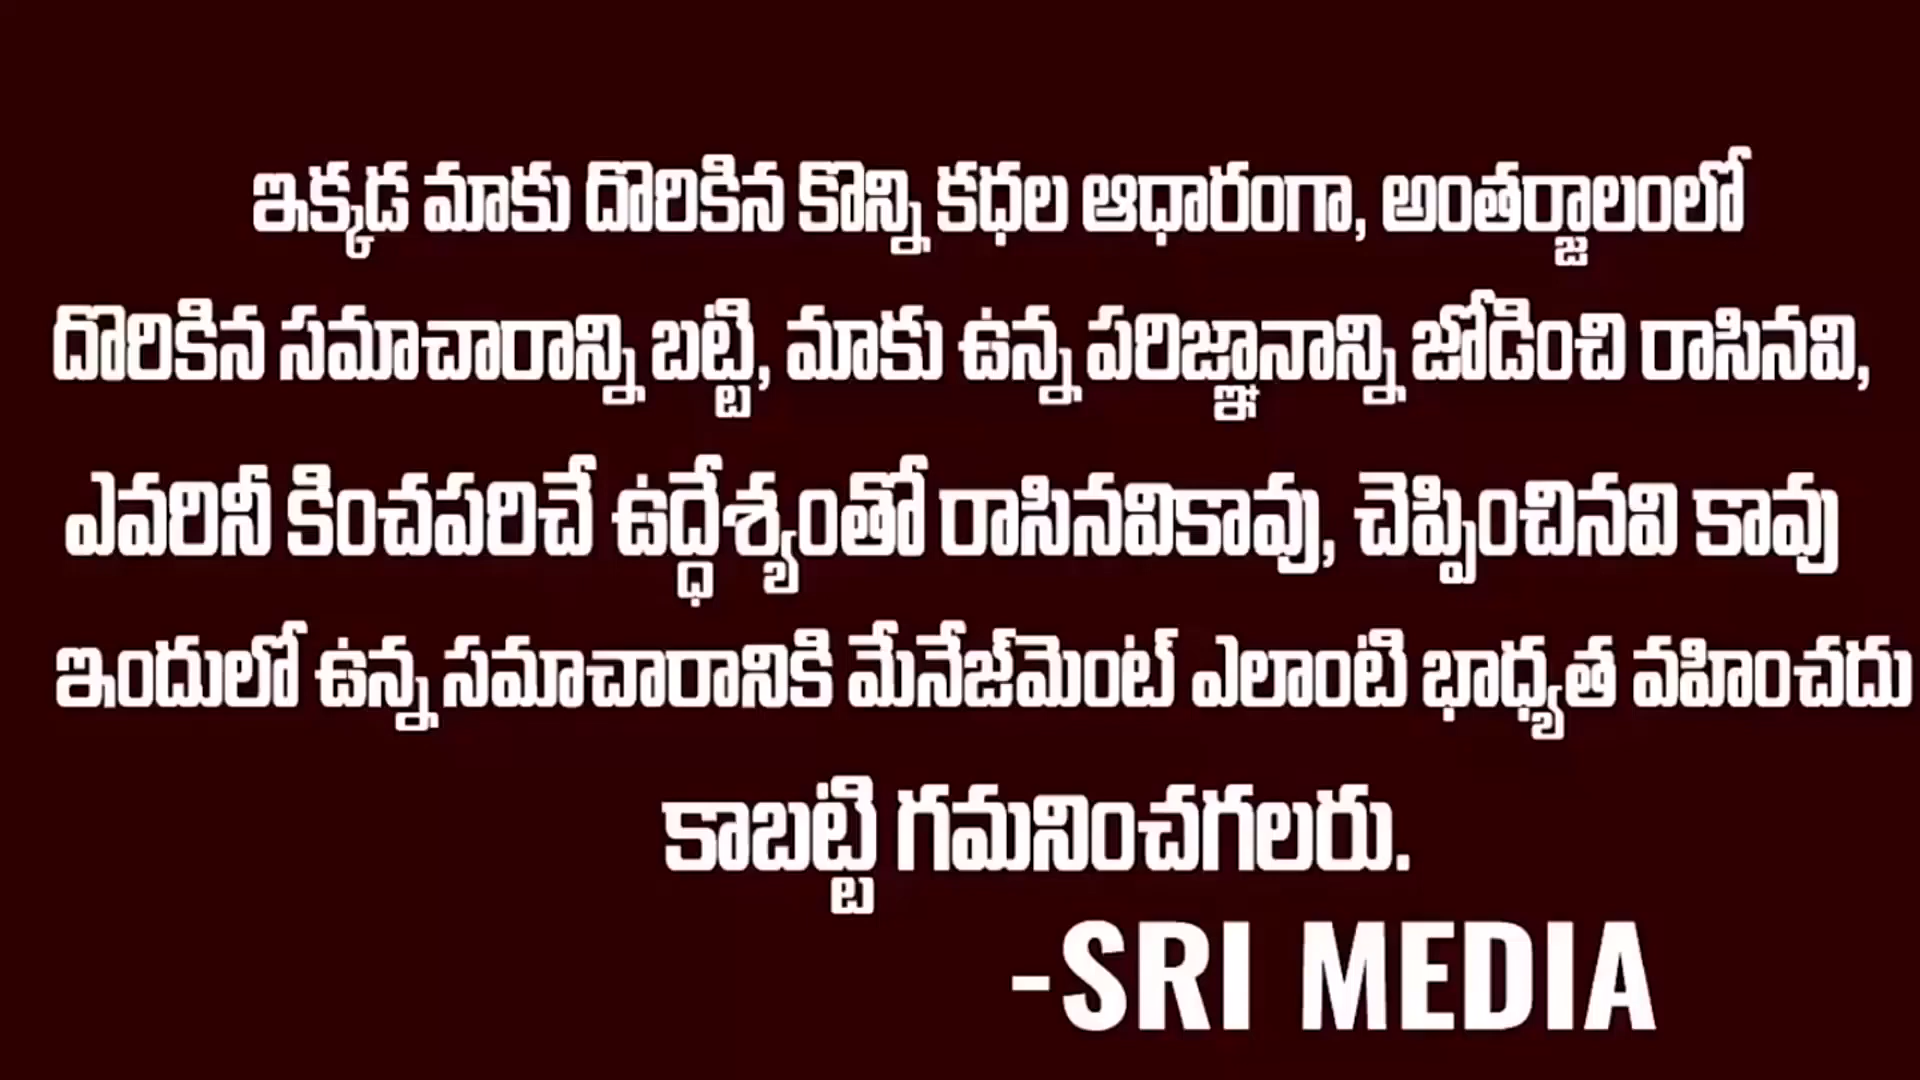 ఇక్కడ మాకు దొరికిన కొన్ని కధల ఆధారంగా, అంతర్జాలంలో
దొరికిన సమాచారాన్ని బట్టి, మాకు ఉన్న పరిజ్ఞానాన్ని జోడించి రాసినవి,
ఎవరినీ కించపరిచే ఉద్ధేశ్యంతో రాసినవికావు, చెప్పించినవి కావు
ఇందులో ఉన్న సమాచారానికి మేనేజ్‌మెంట్ ఎలాంటి భాధ్యత వహించదు
కాబట్టి గమనించగలరు.
-SRI MEDIA